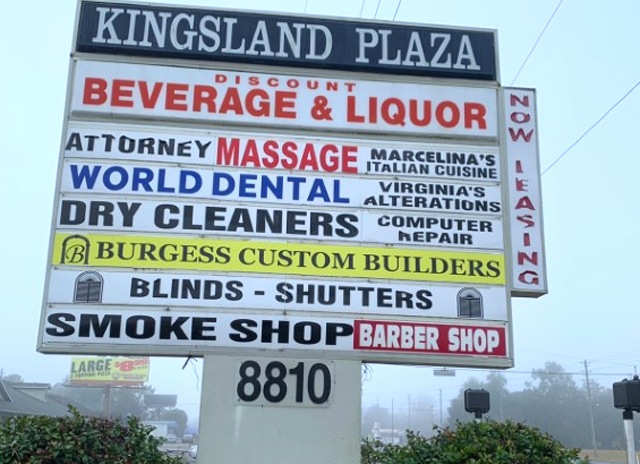 KINGSLAND PLAZA
DISCOUNT
BEVERAGE & LIQUOR
NOW LEASING
ATTORNEY MASSAGE MARCELINA'S
ITALIAN CUISINE
WORLD DENTAL VIRGINIA'S
ALTERATIONS
DRY CLEANERS COMPUTER
REPAIR
B BURGESS CUSTOM BUILDERS
BLINDS - SHUTTERS
SMOKE SHOP BARBER SHOP
8810
LARGE